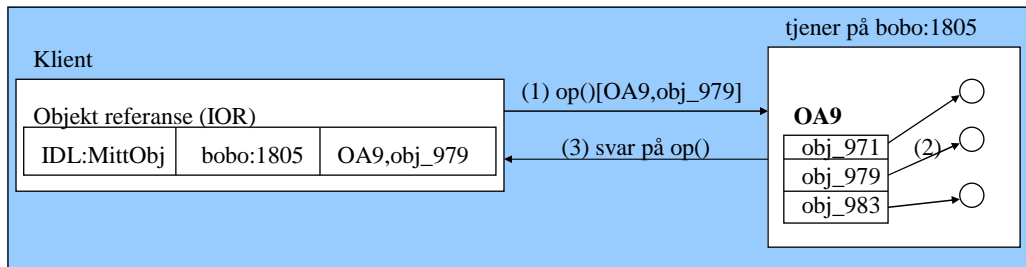 tjener på bobo:1805
Klient
(1) op()[OA9,obj_979]
Objekt referanse (IOR)
OA9
IDL:MittObj bobo:1805 OA9,obj_979
(3) svar på op()
obj_971 (2)
obj_979
obj_983